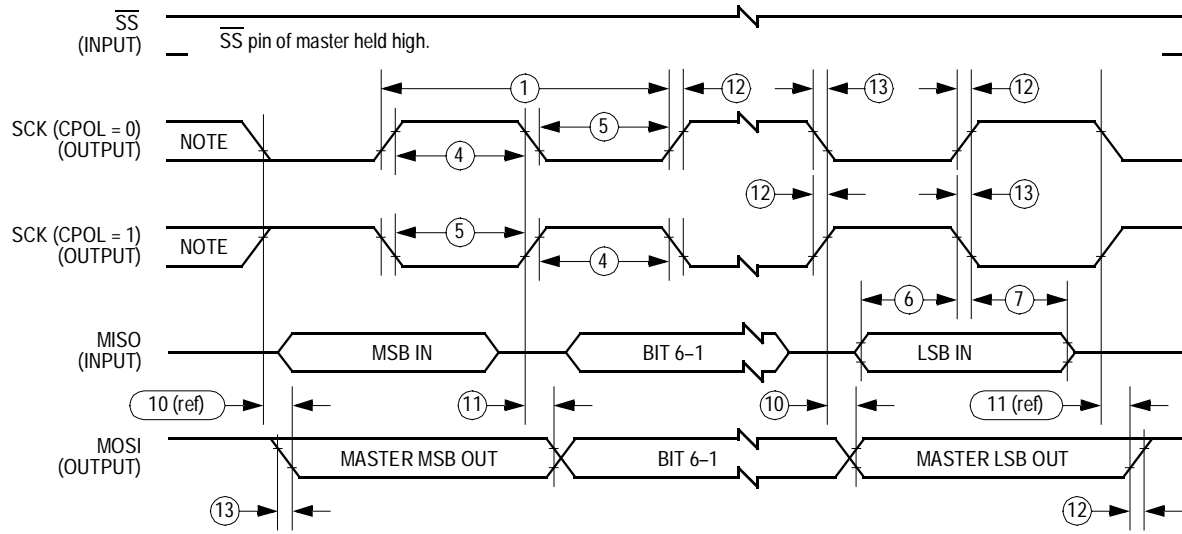 SS
(INPUT)
SS pin of master held high.
1
12
13
12
SCK (CPOL = 0)
(OUTPUT)
NOTE
5
4
12
13
SCK (CPOL = 1)
(OUTPUT)
NOTE
5
4
6
7
MISO
(INPUT)
MSB IN
BIT 6–1
LSB IN
10 (ref)
11
10
11 (ref)
MOSI
(OUTPUT)
MASTER MSB OUT
BIT 6–1
MASTER LSB OUT
13
12